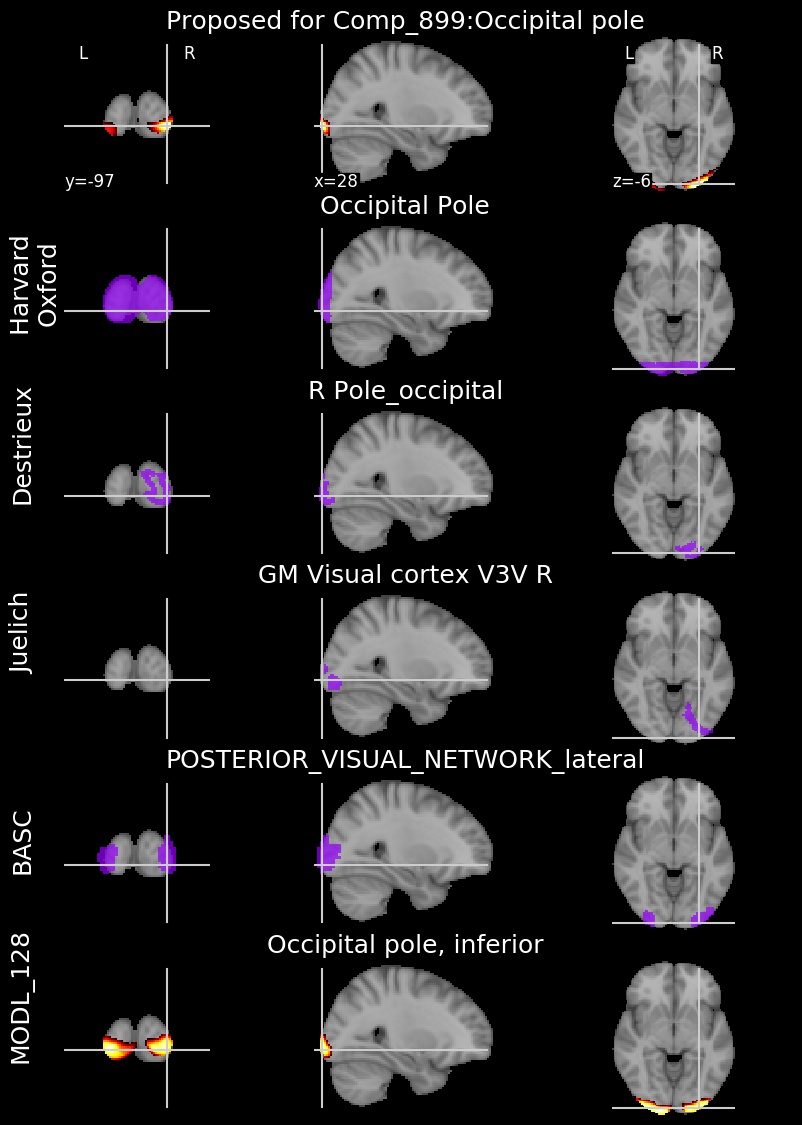 Proposed for Comp_899:Occipital pole
L R
L R
y=-97 x=28 z=-6
Occipital Pole
Harvard
Oxford
R Pole_occipital
Destrieux
GM Visual cortex V3V R
Juelich
POSTERIOR_VISUAL_NETWORK_lateral
BASC
Occipital pole, inferior
MODL_128